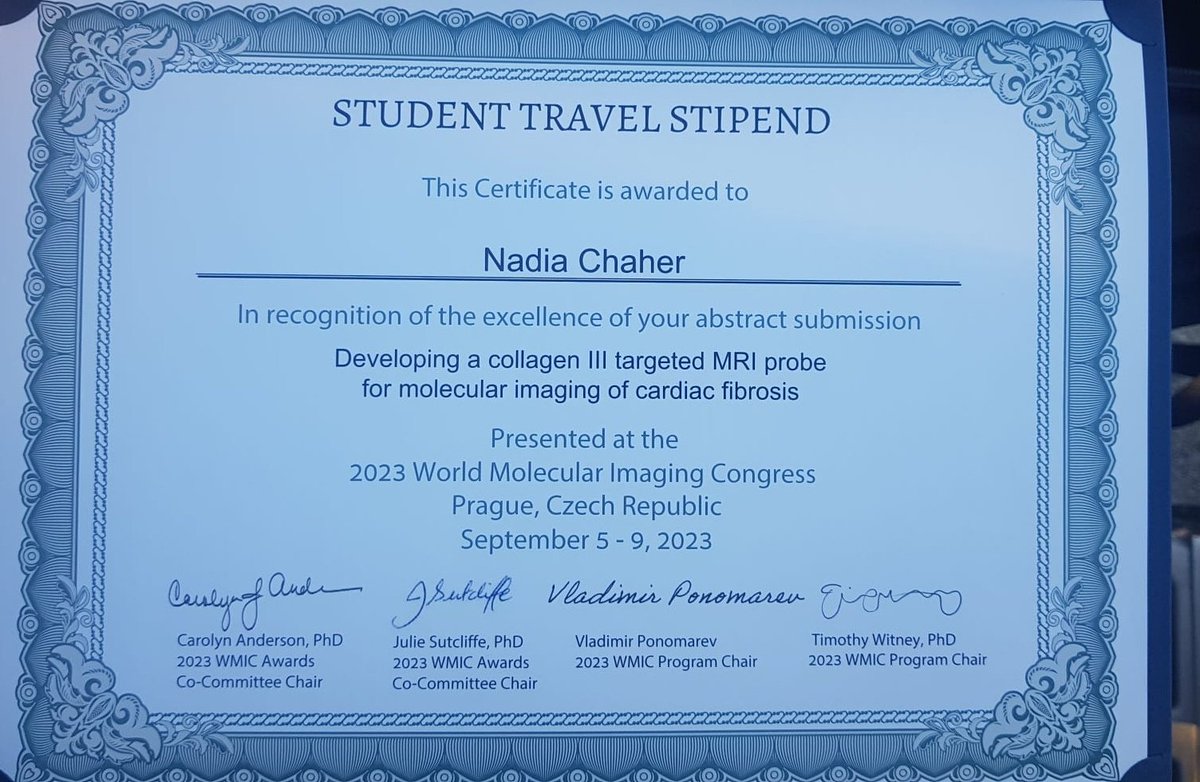 STUDENT TRAVEL STIPEND
This Certificate is awarded to
Nadia Chaher
In recognition of the excellence of your abstract submission
Developing a collagen III targeted MRI probe
for molecular imaging of cardiac fibrosis
Presented at the
2023 World Molecular Imaging Congress
Prague, Czech Republic
September 5 - 9, 2023
Vladimir Ponomarev
Carolyn Anderson, PhD
2023 WMIC Awards
Co-Committee Chair
Julie Sutcliffe, PhD
2023 WMIC Awards
Co-Committee Chair
Vladimir Ponomarev
2023 WMIC Program Chair
Timothy Witney, PhD
2023 WMIC Program Chair